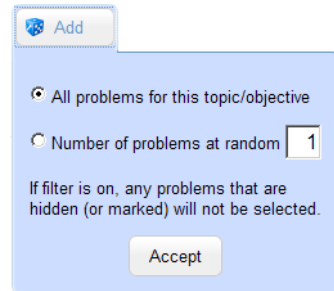 Add
All problems for this topic/objective
Number of problems at random 1
If filter is on, any problems that are
hidden (or marked) will not be selected.
Accept